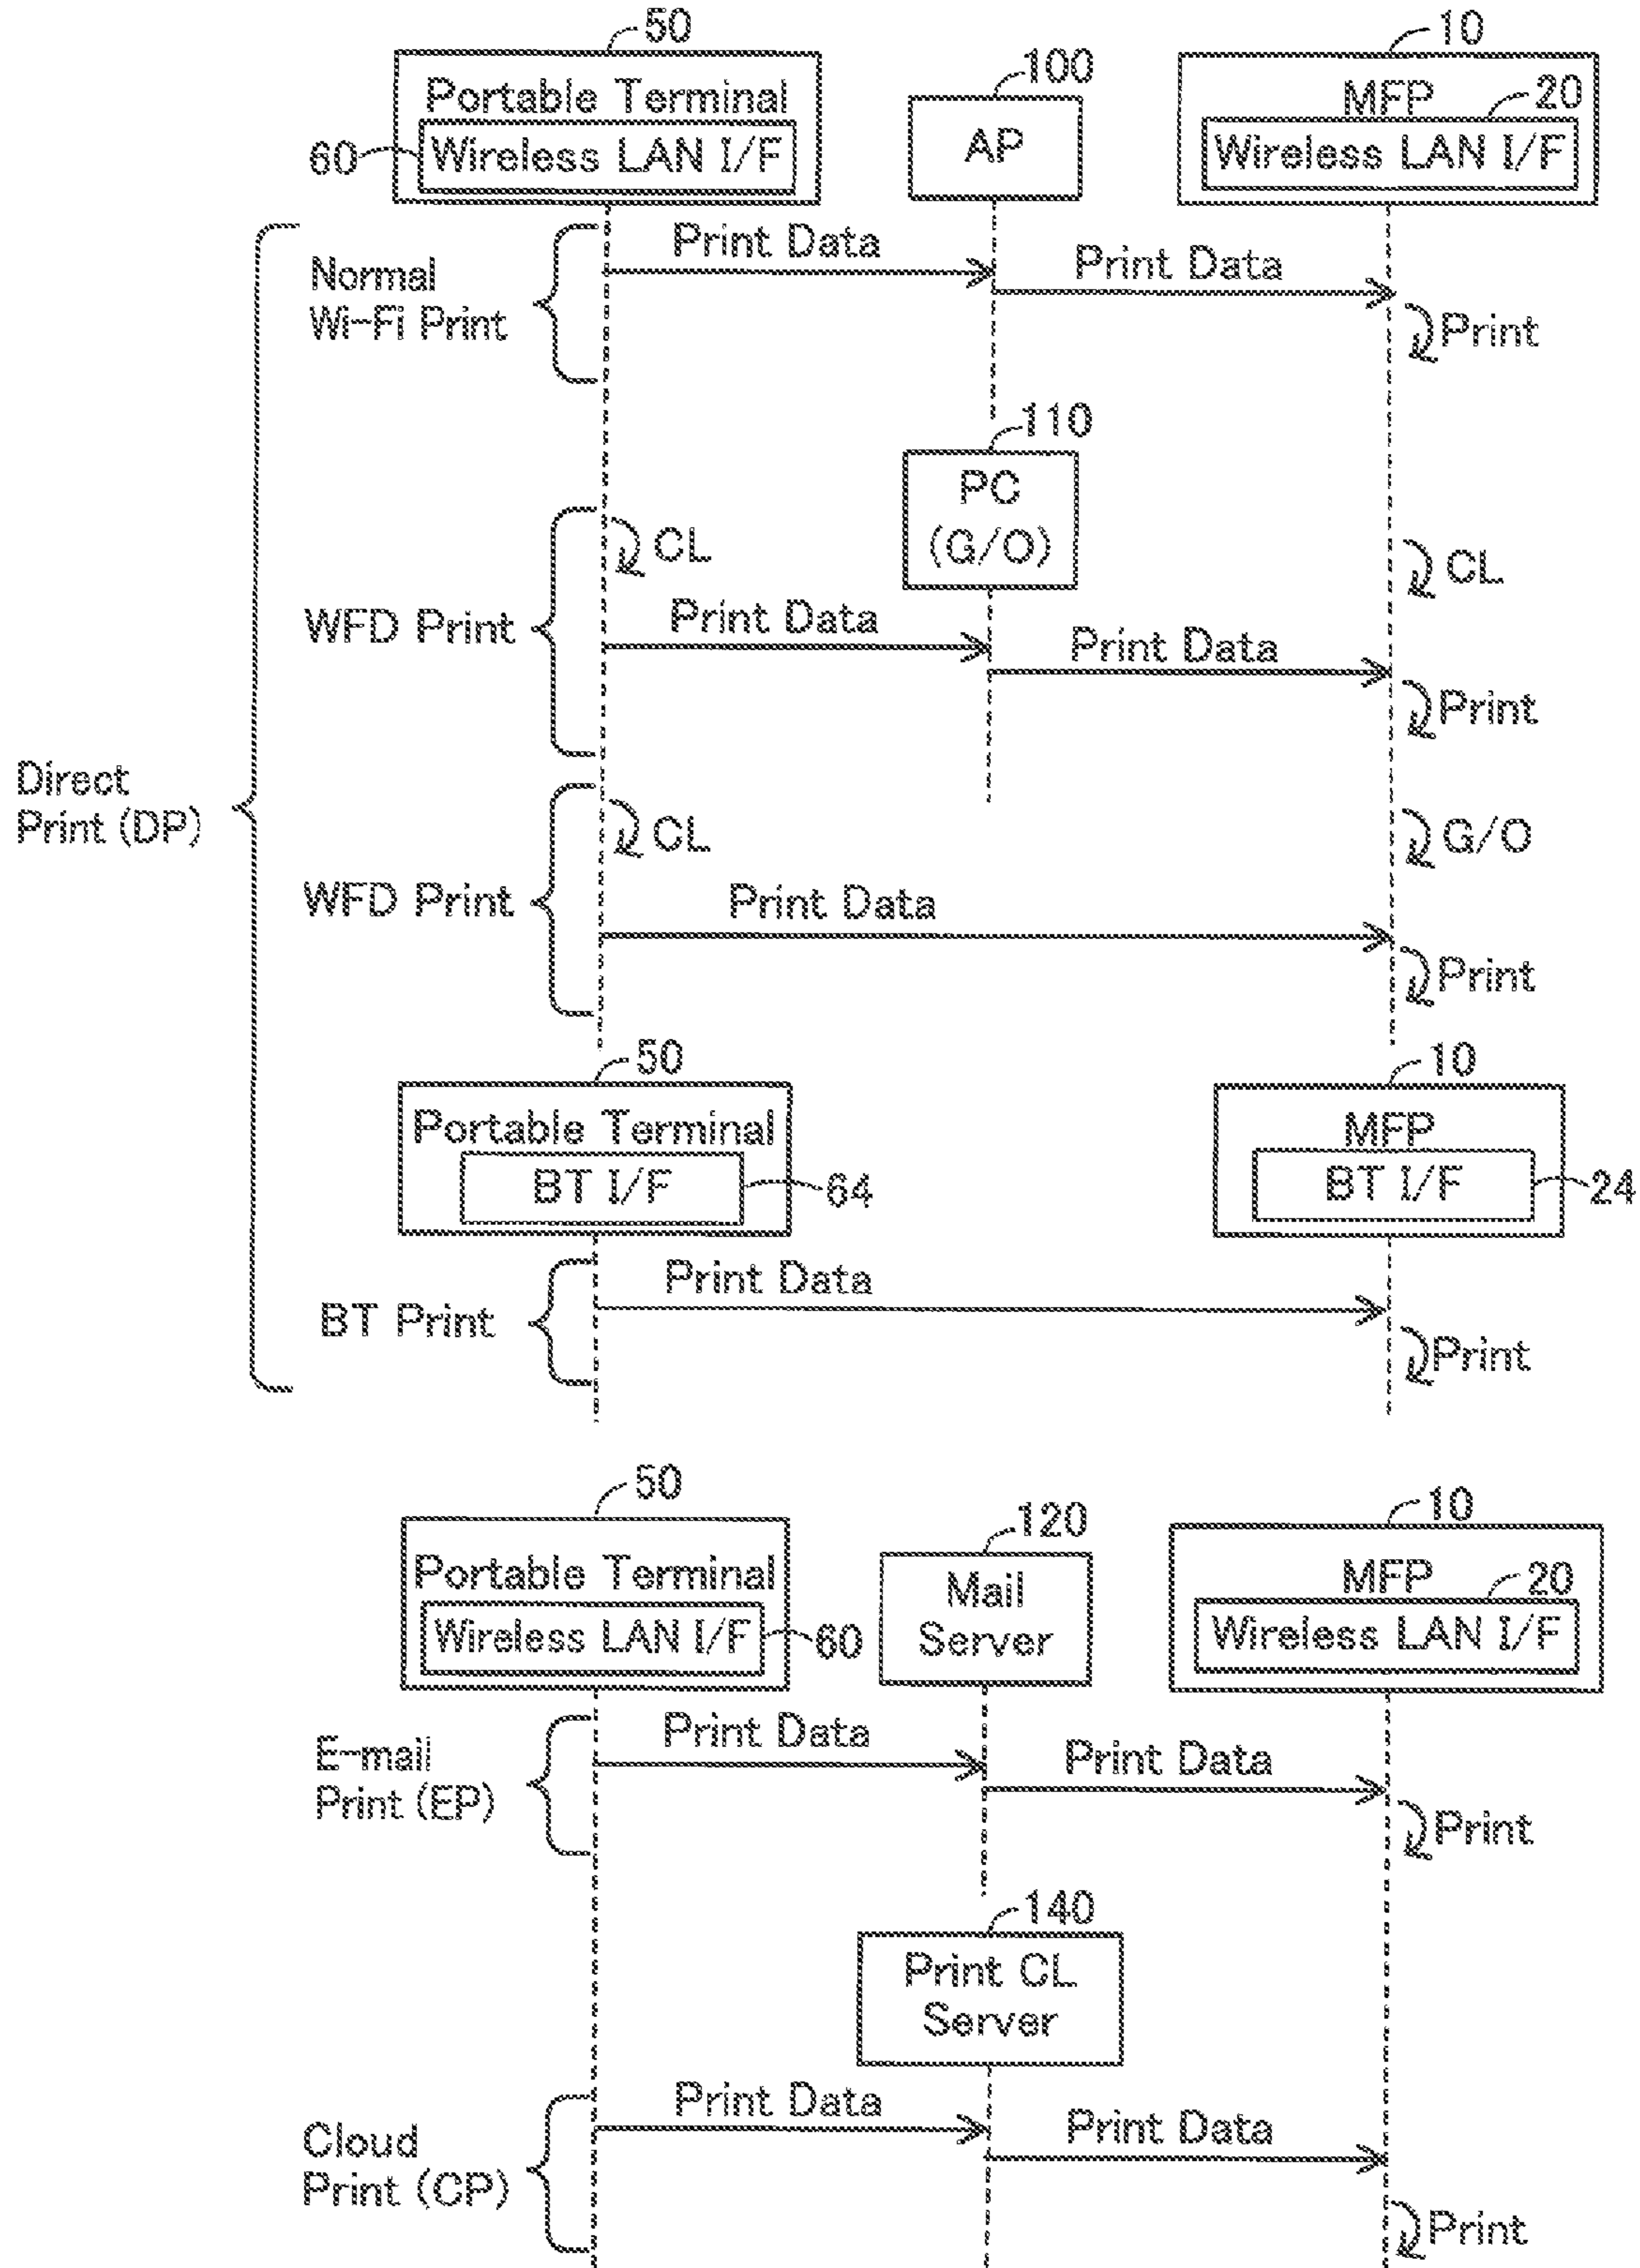 50
10
100
Portable Terminal
AP
MFP
20
60
Wireless LAN I/F
Wireless LAN I/F
Print Data
Print Data
Normal
Wi-Fi Print
Print
110
PC
(G/O)
CL
CL
WFD Print
Print Data
Print Data
Print
Direct
Print (DP)
CL
G/O
WFD Print
Print Data
Print
50
10
Portable Terminal
MFP
BT I/F
64
BT I/F
24
Print Data
BT Print
Print
50
10
120
Portable Terminal
Mail
Server
MFP
20
Wireless LAN I/F
60
Wireless LAN I/F
Print Data
Print Data
E-mail
Print (EP)
Print
140
Print CL
Server
Print Data
Print Data
Cloud
Print (CP)
Print